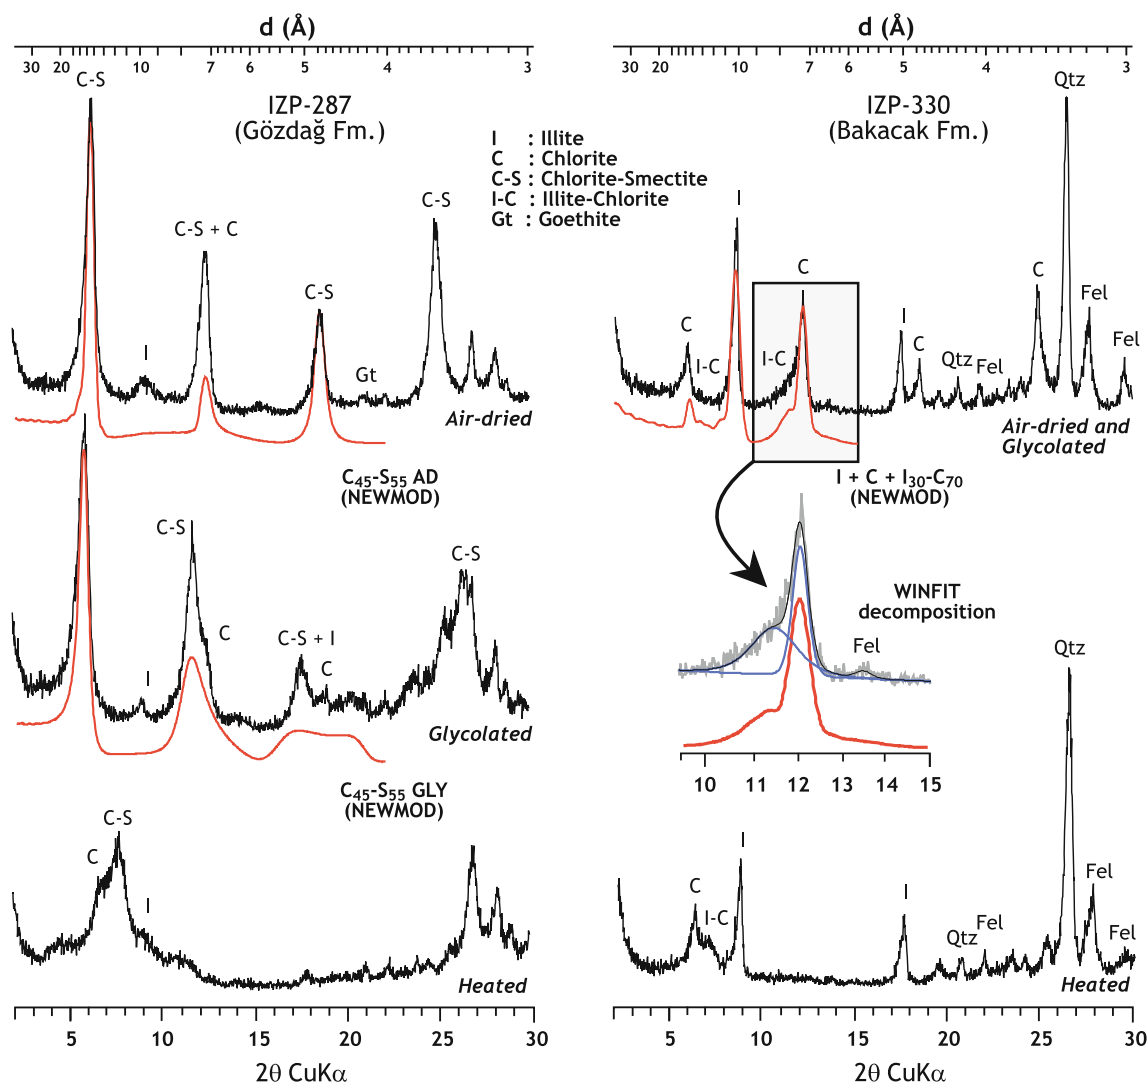 d (Å)
30 20 10 7 6 5 4 3
C-S
IZP-287
(Gözdağ Fm.)
I : Illite
C : Chlorite
C-S : Chlorite-Smectite
I-C : Illite-Chlorite
Gt : Goethite
C-S + C
C-S
C-S
I
Gt
Air-dried
C45-S55 AD
(NEWMOD)
C-S
C
C-S + I
C
C-S
I
Glycolated
C45-S55 GLY
(NEWMOD)
C-S
C
I
Heated
5 10 15 20 25 30
2θ CuKα
d (Å)
30 20 10 7 6 5 4 3
Qtz
IZP-330
(Bakacak Fm.)
I
C
C
Fel
C
I-C
I-C
I
C
Qtz
Fel
Fel
Air-dried and
Glycolated
I + C + I30-C70
(NEWMOD)
WINFIT
decomposition
Fel
10 11 12 13 14 15
Qtz
I
C
I-C
I
Qtz
Fel
Fel
Fel
Heated
5 10 15 20 25 30
2θ CuKα